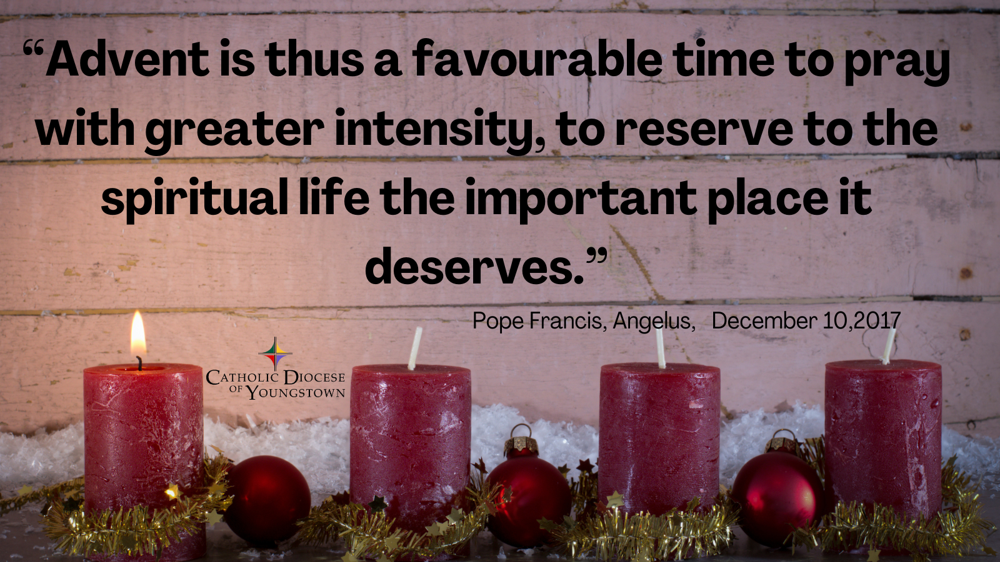 “Advent is thus a favourable time to pray
with greater intensity, to reserve to the
spiritual life the important place it
deserves.”
Pope Francis, Angelus, December 10,2017
Catholic Diocese
of Youngstown